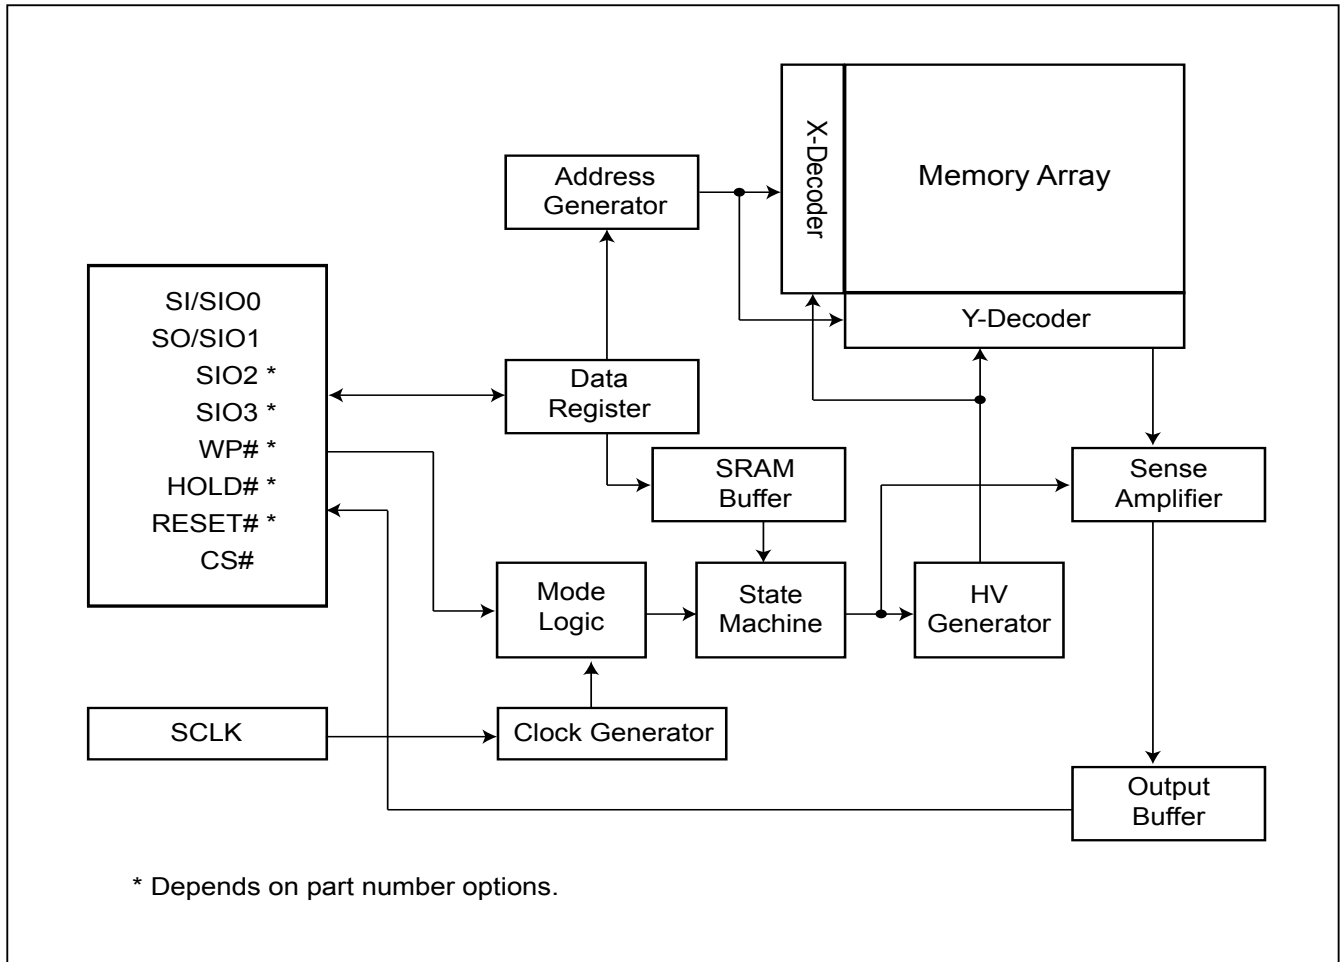 X-Decoder
Memory Array
Address
Generator
SI/SIO0
SO/SIO1
SIO2 *
SIO3 *
WP# *
HOLD# *
RESET# *
CS#
Y-Decoder
Data
Register
SRAM
Buffer
Sense
Amplifier
Mode
Logic
State
Machine
HV
Generator
SCLK
Clock Generator
Output
Buffer
* Depends on part number options.